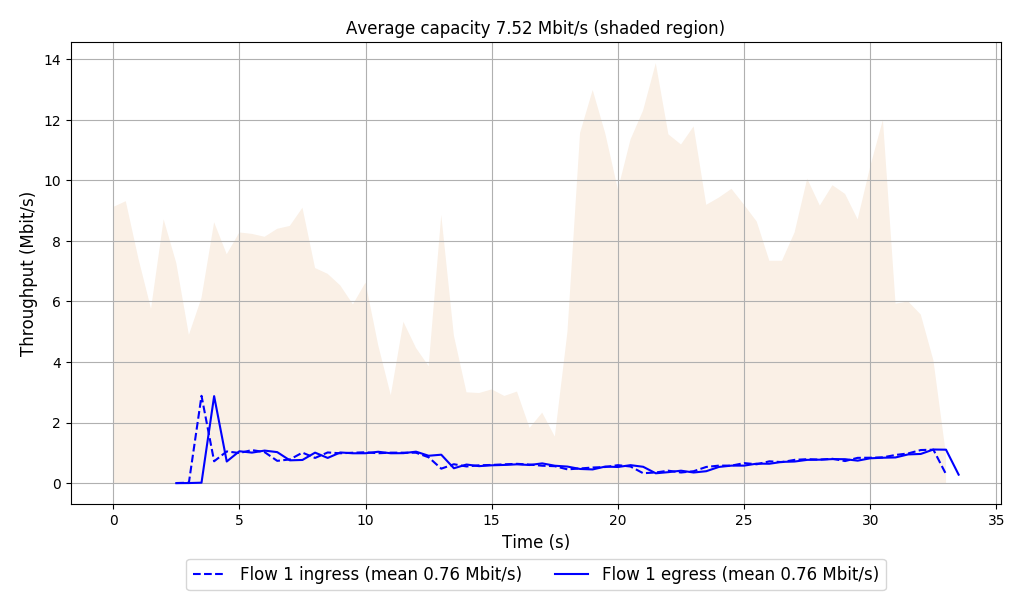 Average capacity 7.52 Mbit/s (shaded region)
14
12
10
8
6
4
2
0
Throughput (Mbit/s)
0 5 10 15 20 25 30 35
Time (s)
Flow 1 ingress (mean 0.76 Mbit/s) Flow 1 egress (mean 0.76 Mbit/s)